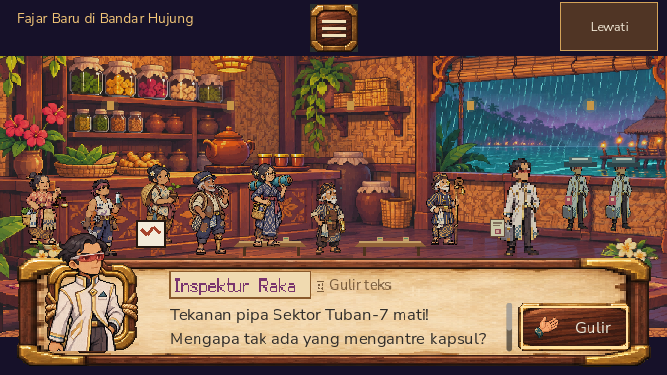 Fajar Baru di Bandar Hujung
Lewati
Inspektur Raka
Gulir teks
Tekanan pipa Sektor Tuban-7 mati!
Mengapa tak ada yang mengantre kapsul?
Gulir